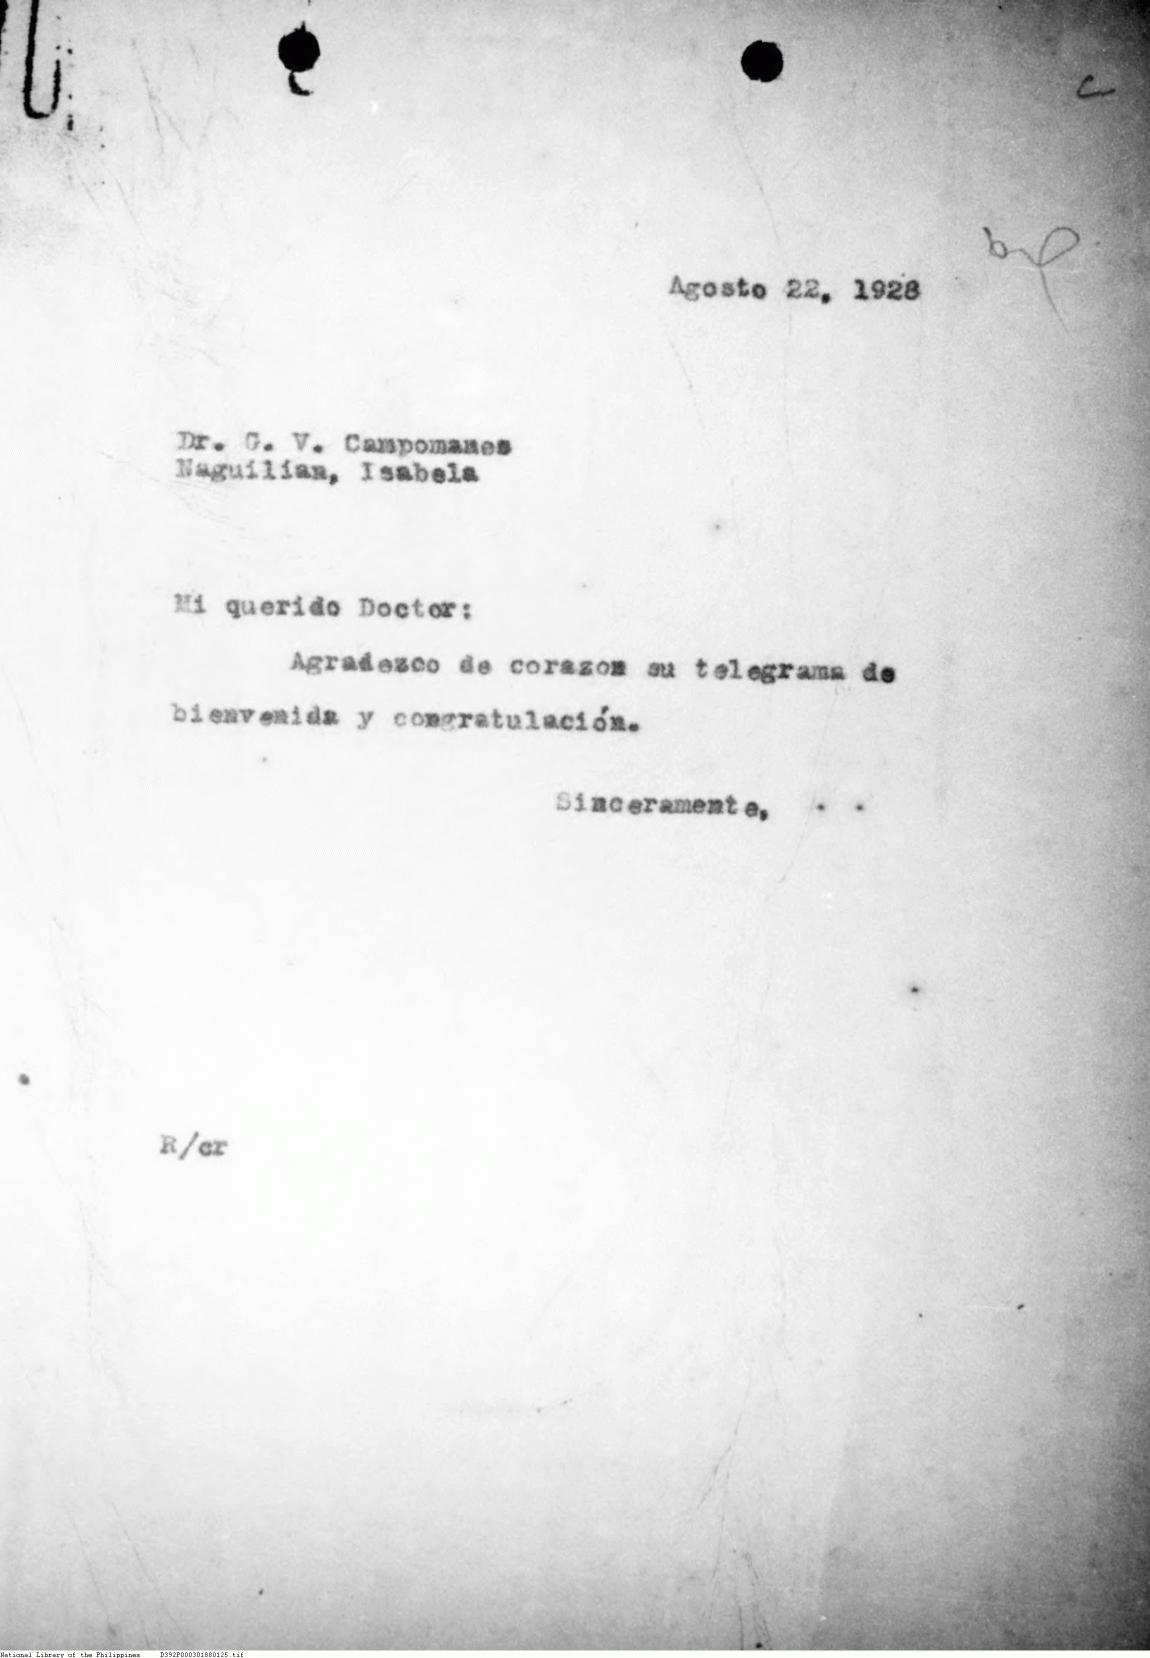 Agosto 22, 1928
Dr. G. V. Campomanes
Naguilian, Isabela
Mi querido Doctor:
Agradezco de corazon su telegrama de
bienvenida y congratulación.
Sinceramente,
R/cr
National Library of the Philippines D392P000301880125.tif